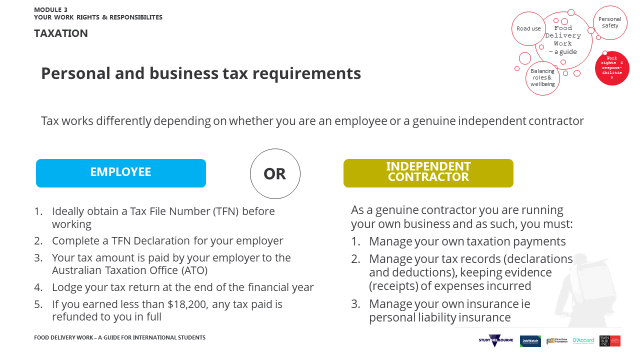 MODULE 3
YOUR WORK RIGHTS & RESPONSIBILITES
TAXATION
Road use
Food
Delivery
Work
– a guide
Personal
safety
Balancing
roles &
wellbeing
Work
rights &
Personal and business tax requirements
Tax works differently depending on whether you are an employee or a genuine independent contractor
EMPLOYEE
OR
INDEPENDENT
CONTRACTOR
1. Ideally obtain a Tax File Number (TFN) before
working
2. Complete a TFN Declaration for your employer
3. Your tax amount is paid by your employer to the
Australian Taxation Office (ATO)
4. Lodge your tax return at the end of the financial year
5. If you earned less than $18,200, any tax paid is
refunded to you in full
As a genuine contractor you are running
your own business and as such, you must:
1. Manage your own taxation payments
2. Manage your tax records (declarations
and deductions), keeping evidence
(receipts) of expenses incurred
3. Manage your own insurance ie
personal liability insurance
FOOD DELIVERY WORK – A GUIDE FOR INTERNATIONAL STUDENTS